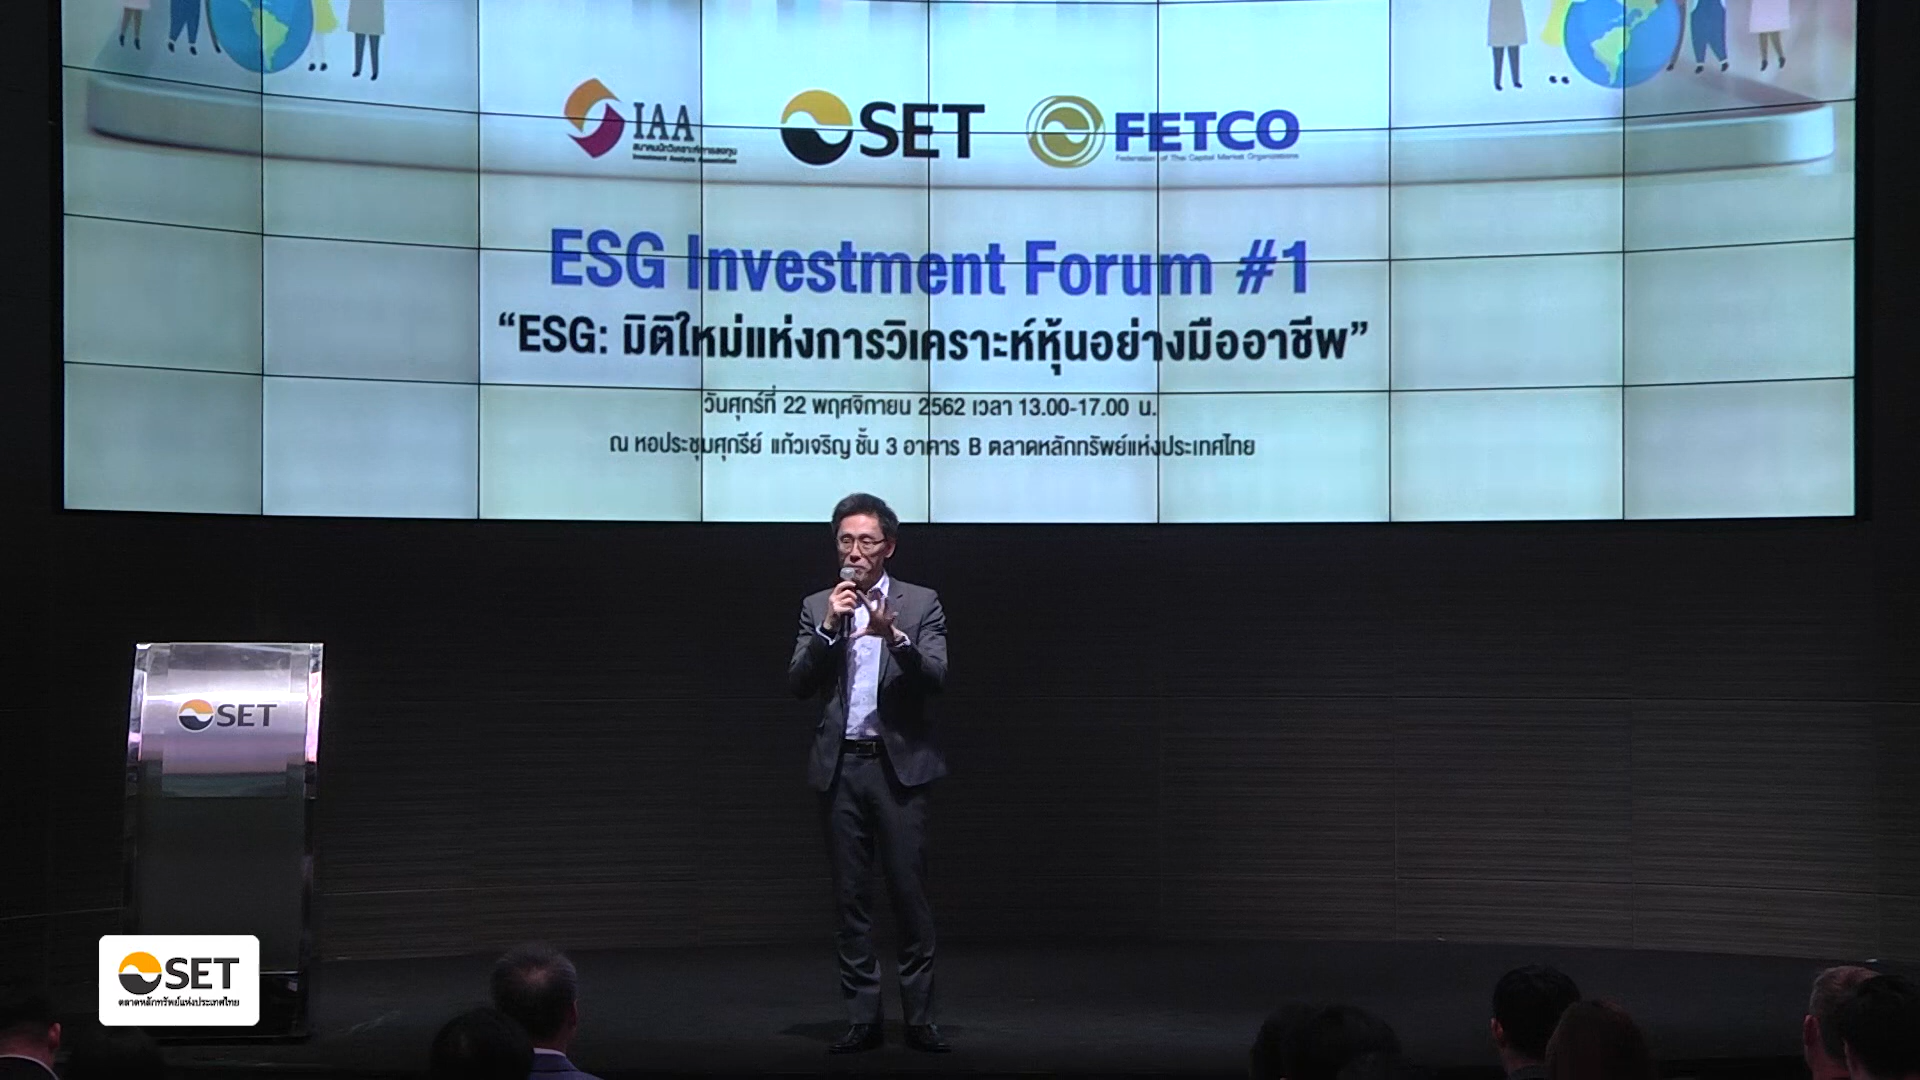 IAA
สมาคมนักวิเคราะห์การลงทุน
Investment Analysts Association
SET
FETCO
Federation of Thai Capital Market Organizations
ESG Investment Forum #1
“ESG: มิติใหม่แห่งการวิเคราะห์หุ้นอย่างมืออาชีพ”
วันศุกร์ที่ 22 พฤศจิกายน 2562 เวลา 13.00-17.00 น.
ณ หอประชุมศุกรีย์ แก้วเจริญ ชั้น 3 อาคาร B ตลาดหลักทรัพย์แห่งประเทศไทย
SET
SET
ตลาดหลักทรัพย์แห่งประเทศไทย